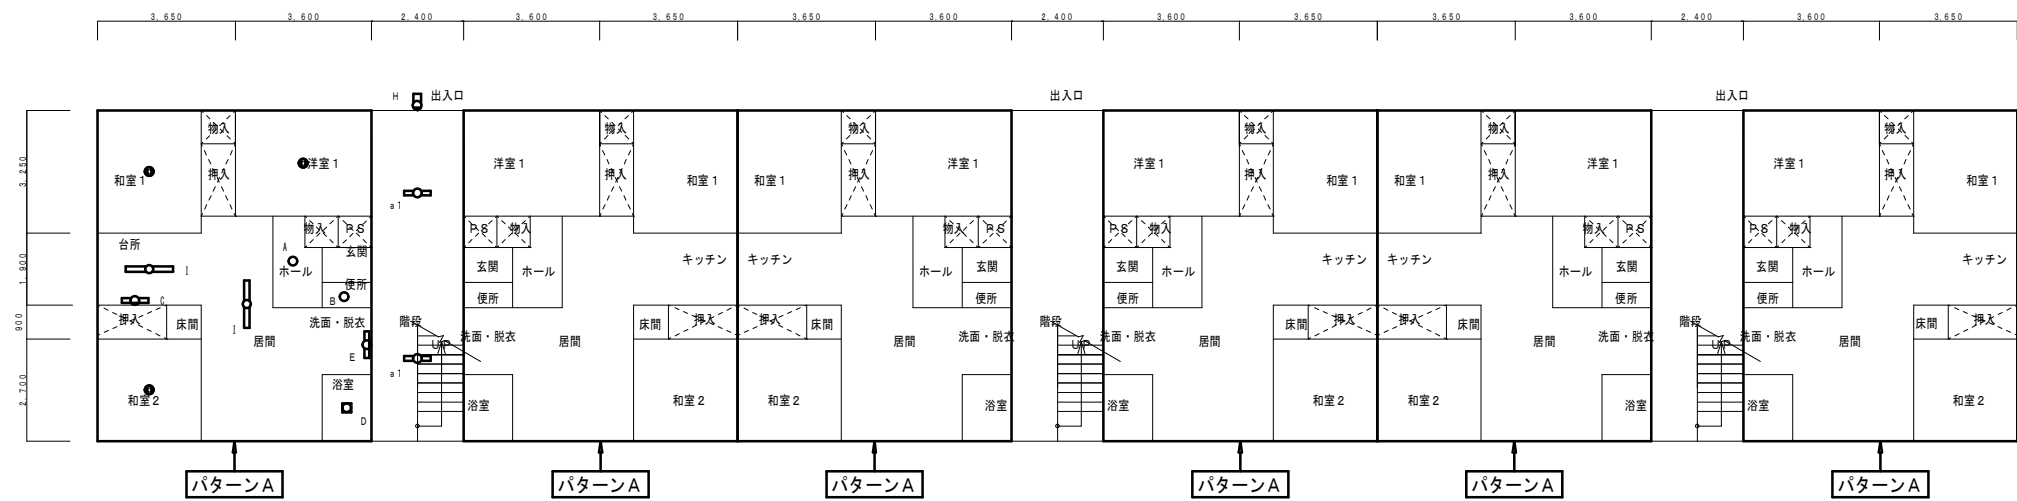 3,650 3,600 2,400 3,600 3,650 3,650 3,600 2,400 3,600 3,650 3,650 3,600 2,400 3,600 3,650
H 出入口 出入口 出入口
物入 物入 物入 物入 物入 物入
3,250
和室1 押入 洋室1 洋室1 押入 和室1 和室1 押入 洋室1 洋室1 押入 和室1 和室1 押入 洋室1 洋室1 押入 和室1
a1
物入 PS PS 物入 物入 PS PS 物入 物入 PS PS 物入
台所 A 玄関 キッチン キッチン キッチン キッチン キッチン
1,900
I ホール 玄関 ホール ホール 玄関 玄関 ホール ホール 玄関 玄関 ホール
C B 便所 便所 便所 便所 便所 便所
900
押入 床間 I 洗面・脱衣 階段 床間 押入 押入 床間 階段 床間 押入 押入 床間 階段 床間 押入
居間 E UP 洗面・脱衣 居間 居間 洗面・脱衣 UP 洗面・脱衣 居間 居間 洗面・脱衣 UP 洗面・脱衣 居間
a1
2,700
和室2 浴室 浴室 和室2 和室2 浴室 浴室 和室2 和室2 浴室 浴室 和室2
D
パターンA パターンA パターンA パターンA パターンA パターンA